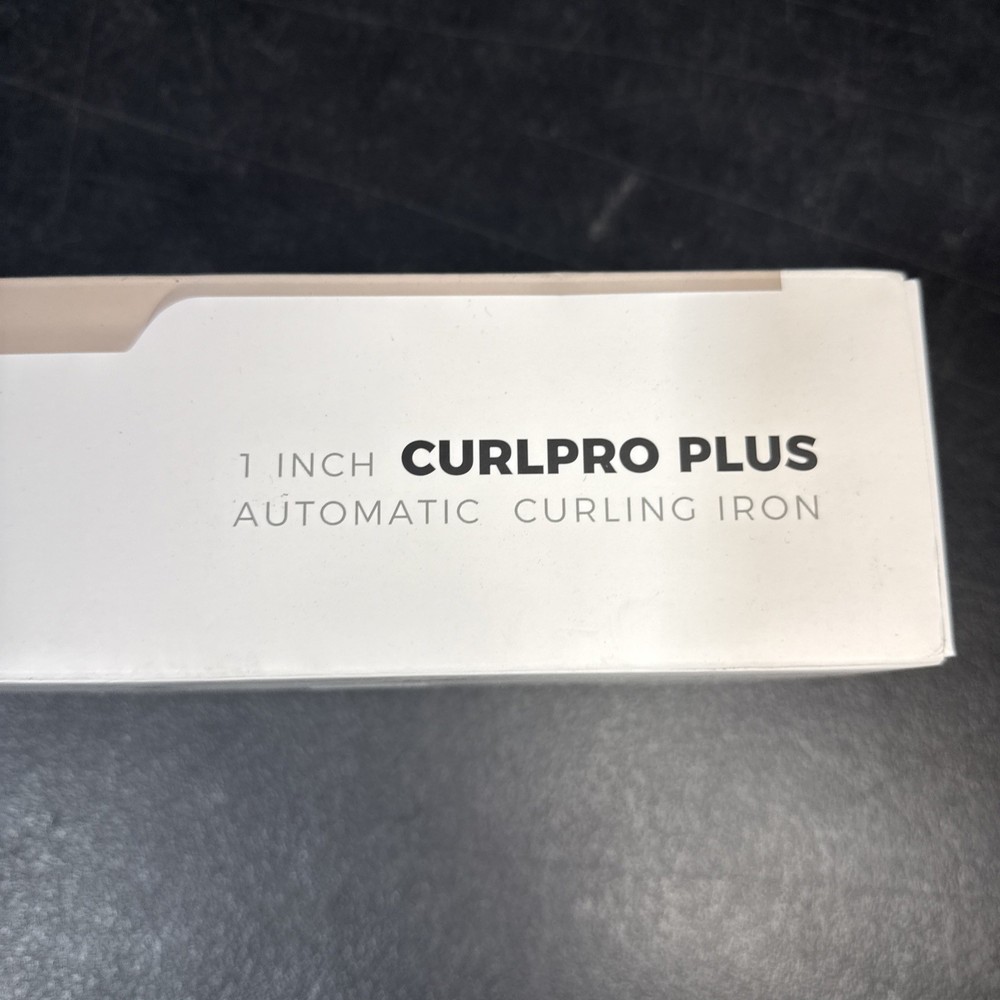 1 INCH CURLPRO PLUS
AUTOMATIC CURLING IRON